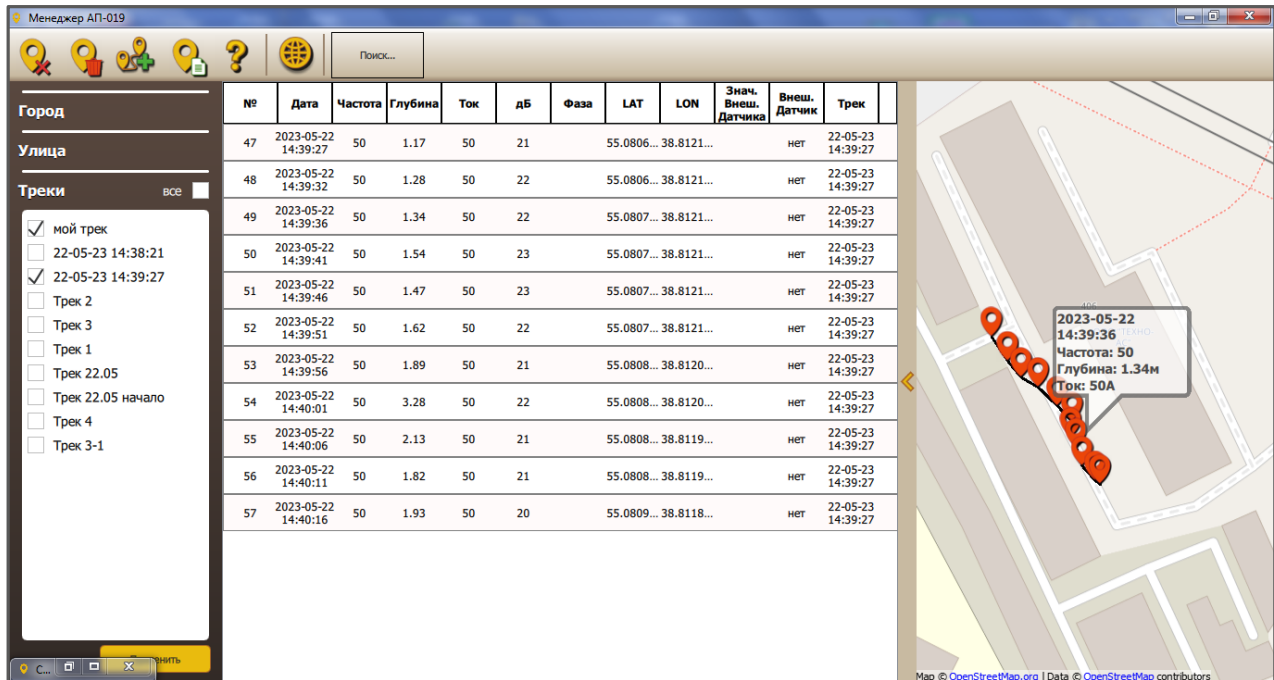 Менеджер АП-019
Поиск...
Город
Улица
Треки все
мой трек
22-05-23 14:38:21
22-05-23 14:39:27
Трек 2
Трек 3
Трек 1
Трек 22.05
Трек 22.05 начало
Трек 4
Трек 3-1
С...
№ Дата Частота Глубина Ток дБ Фаза LAT LON Знач. Внеш. Датчика Внеш. Датчик Трек
47 2023-05-22 14:39:27 50 1.17 50 21 55.0806... 38.8121... нет 22-05-23 14:39:27
48 2023-05-22 14:39:32 50 1.28 50 22 55.0806... 38.8121... нет 22-05-23 14:39:27
49 2023-05-22 14:39:36 50 1.34 50 22 55.0807... 38.8121... нет 22-05-23 14:39:27
50 2023-05-22 14:39:41 50 1.54 50 23 55.0807... 38.8121... нет 22-05-23 14:39:27
51 2023-05-22 14:39:46 50 1.47 50 23 55.0807... 38.8121... нет 22-05-23 14:39:27
52 2023-05-22 14:39:51 50 1.62 50 22 55.0807... 38.8121... нет 22-05-23 14:39:27
53 2023-05-22 14:39:56 50 1.89 50 21 55.0808... 38.8120... нет 22-05-23 14:39:27
54 2023-05-22 14:40:01 50 3.28 50 22 55.0808... 38.8120... нет 22-05-23 14:39:27
55 2023-05-22 14:40:06 50 2.13 50 21 55.0808... 38.8119... нет 22-05-23 14:39:27
56 2023-05-22 14:40:11 50 1.82 50 21 55.0808... 38.8119... нет 22-05-23 14:39:27
57 2023-05-22 14:40:16 50 1.93 50 20 55.0809... 38.8118... нет 22-05-23 14:39:27
2023-05-22
14:39:36
Частота: 50
Глубина: 1.34м
Ток: 50А
Map © OpenStreetMap.org | Data © OpenStreetMap contributors